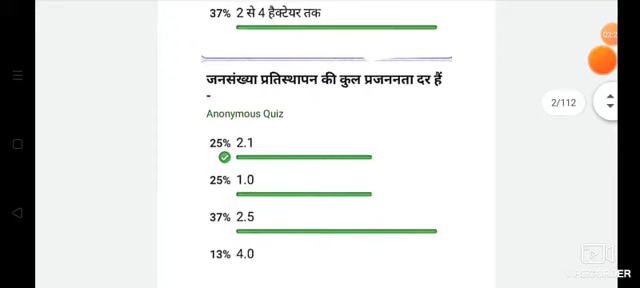 37% 2 से 4 हैक्टेयर तक
जनसंख्या प्रतिस्थापन की कुल प्रजननता दर हैं
-
Anonymous Quiz
25% 2.1
25% 1.0
37% 2.5
13% 4.0
2/112